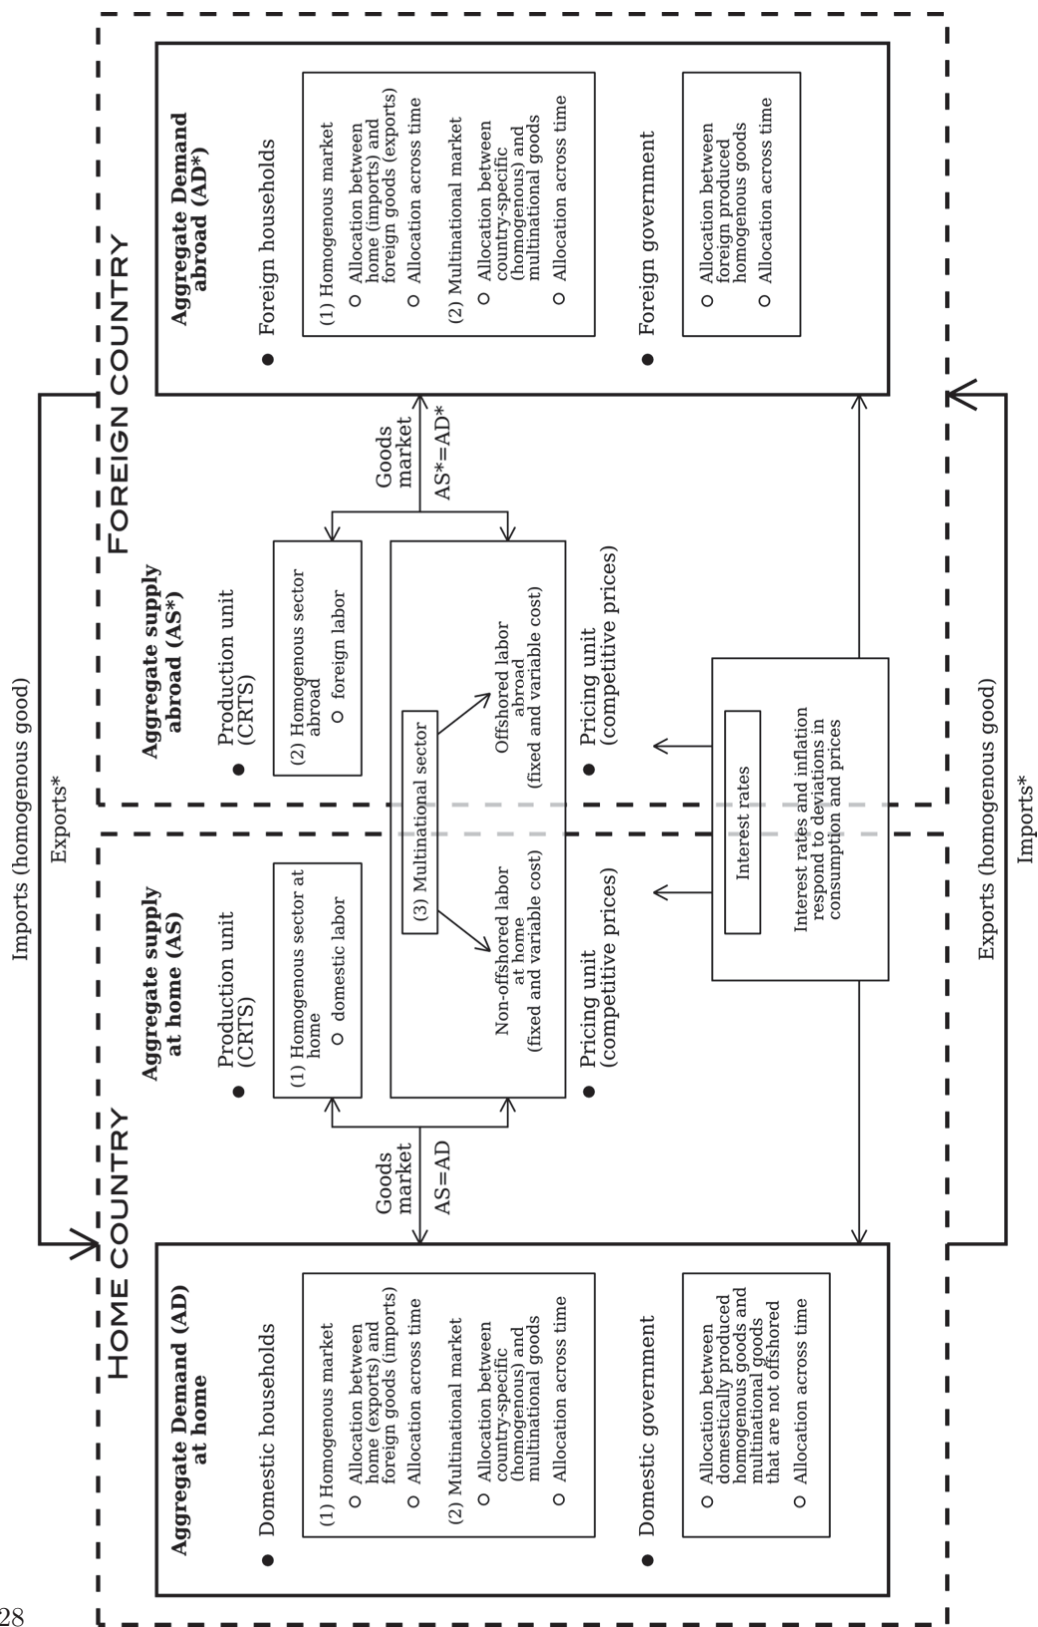 Imports (homogenous good)
Exports*
HOME COUNTRY
Aggregate Demand (AD)
at home
● Domestic households
(1) Homogenous market
○ Allocation between
home (exports) and
foreign goods (imports)
○ Allocation across time
(2) Multinational market
○ Allocation between
country-specific
(homogenous) and
multinational goods
○ Allocation across time
● Domestic government
○ Allocation between
domestically produced
homogenous goods and
multinational goods
that are not offshored
○ Allocation across time
Goods
market
AS=AD
Aggregate supply
at home (AS)
● Production unit
(CRTS)
(1) Homogenous sector at
home
○ domestic labor
(3) Multinational sector
Non-offshored labor
at home
(fixed and variable cost)
Offshored labor
abroad
(fixed and variable cost)
● Pricing unit
(competitive prices)
Interest rates
Interest rates and inflation
respond to deviations in
consumption and prices
FOREIGN COUNTRY
Aggregate supply
abroad (AS*)
● Production unit
(CRTS)
(2) Homogenous sector
abroad
○ foreign labor
● Pricing unit
(competitive prices)
Goods
market
AS*=AD*
Aggregate Demand
abroad (AD*)
● Foreign households
(1) Homogenous market
○ Allocation between
home (imports) and
foreign goods (exports)
○ Allocation across time
(2) Multinational market
○ Allocation between
country-specific
(homogenous) and
multinational goods
○ Allocation across time
● Foreign government
○ Allocation between
foreign produced
homogenous goods
○ Allocation across time
Exports (homogenous good)
Imports*
28